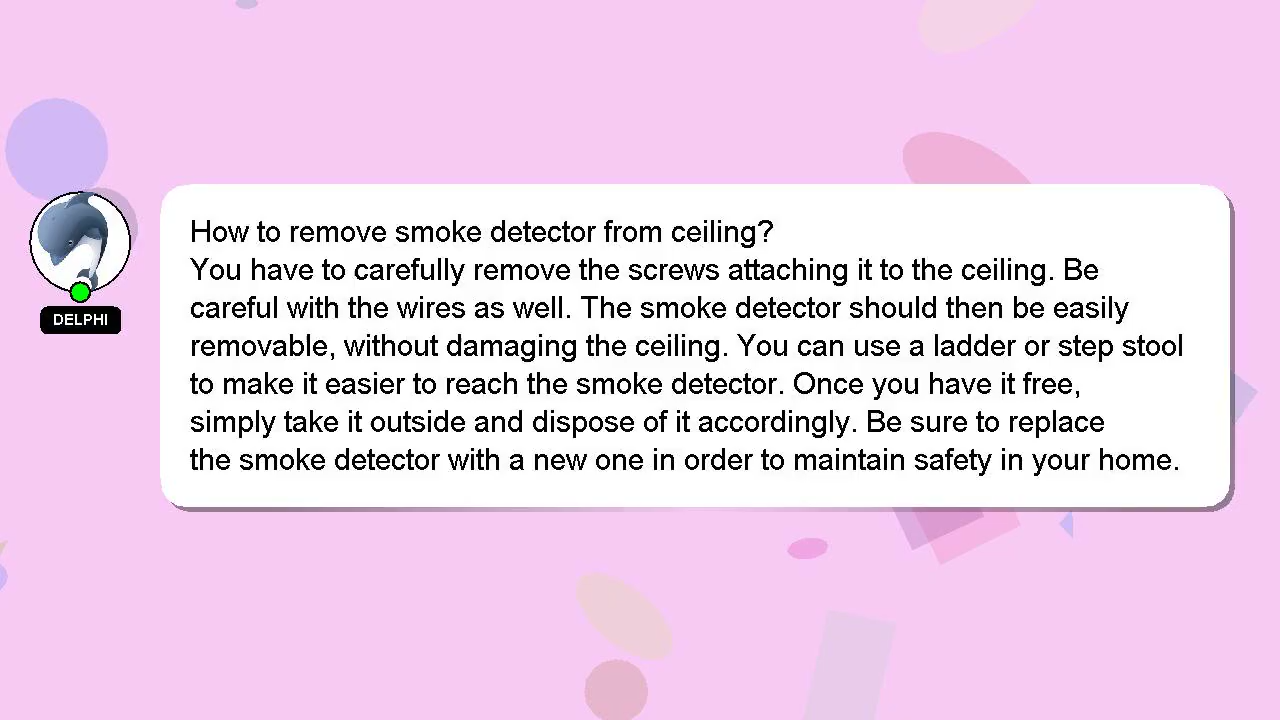 How to remove smoke detector from ceiling?
You have to carefully remove the screws attaching it to the ceiling. Be
careful with the wires as well. The smoke detector should then be easily
removable, without damaging the ceiling. You can use a ladder or step stool
to make it easier to reach the smoke detector. Once you have it free,
simply take it outside and dispose of it accordingly. Be sure to replace
the smoke detector with a new one in order to maintain safety in your home.
DELPHI